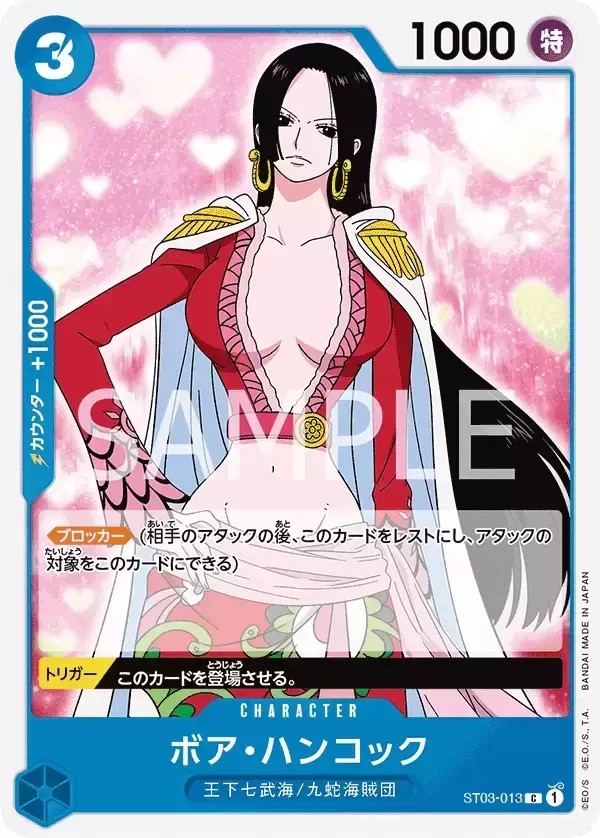 3
1000 特
カウンター +1000
SAMPLE
ブロッカー (相手のアタックの後、このカードをレストにし、アタックの
対象をこのカードにできる)
トリガー このカードを登場させる。
CHARACTER
ボア・ハンコック
王下七武海/九蛇海賊団
ST03-013 C 1
©E.O./S. ©E.O./S., T.A. BANDAI MADE IN JAPAN